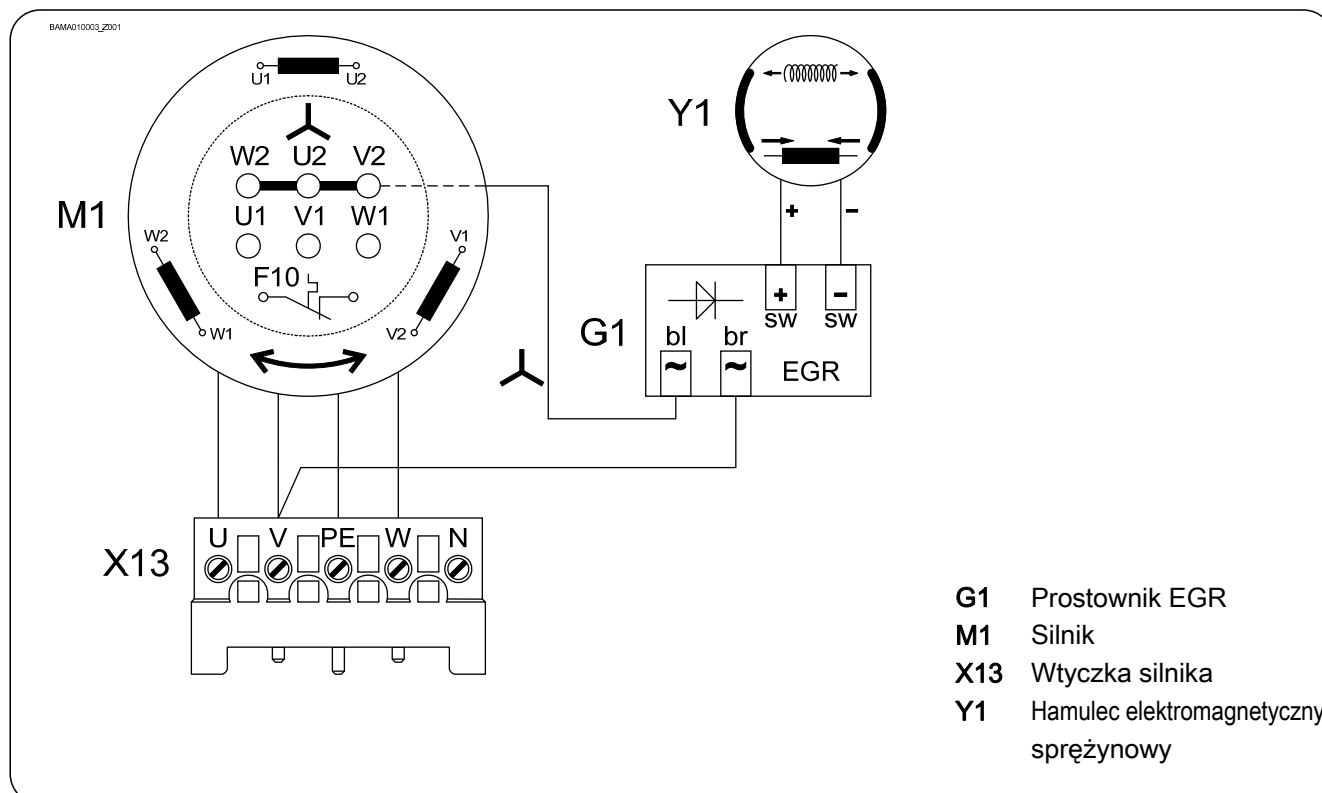 BAMA010003_Z001
U1 U2
W2 U2 V2
M1
U1 V1 W1
W2 V1
F10
W1 V2
Y1
+ -
+ -
sw sw
G1
bl br
~ ~ EGR
X13
U V PE W N
G1 Prostownik EGR
M1 Silnik
X13 Wtyczka silnika
Y1 Hamulec elektromagnetyczny
sprężynowy